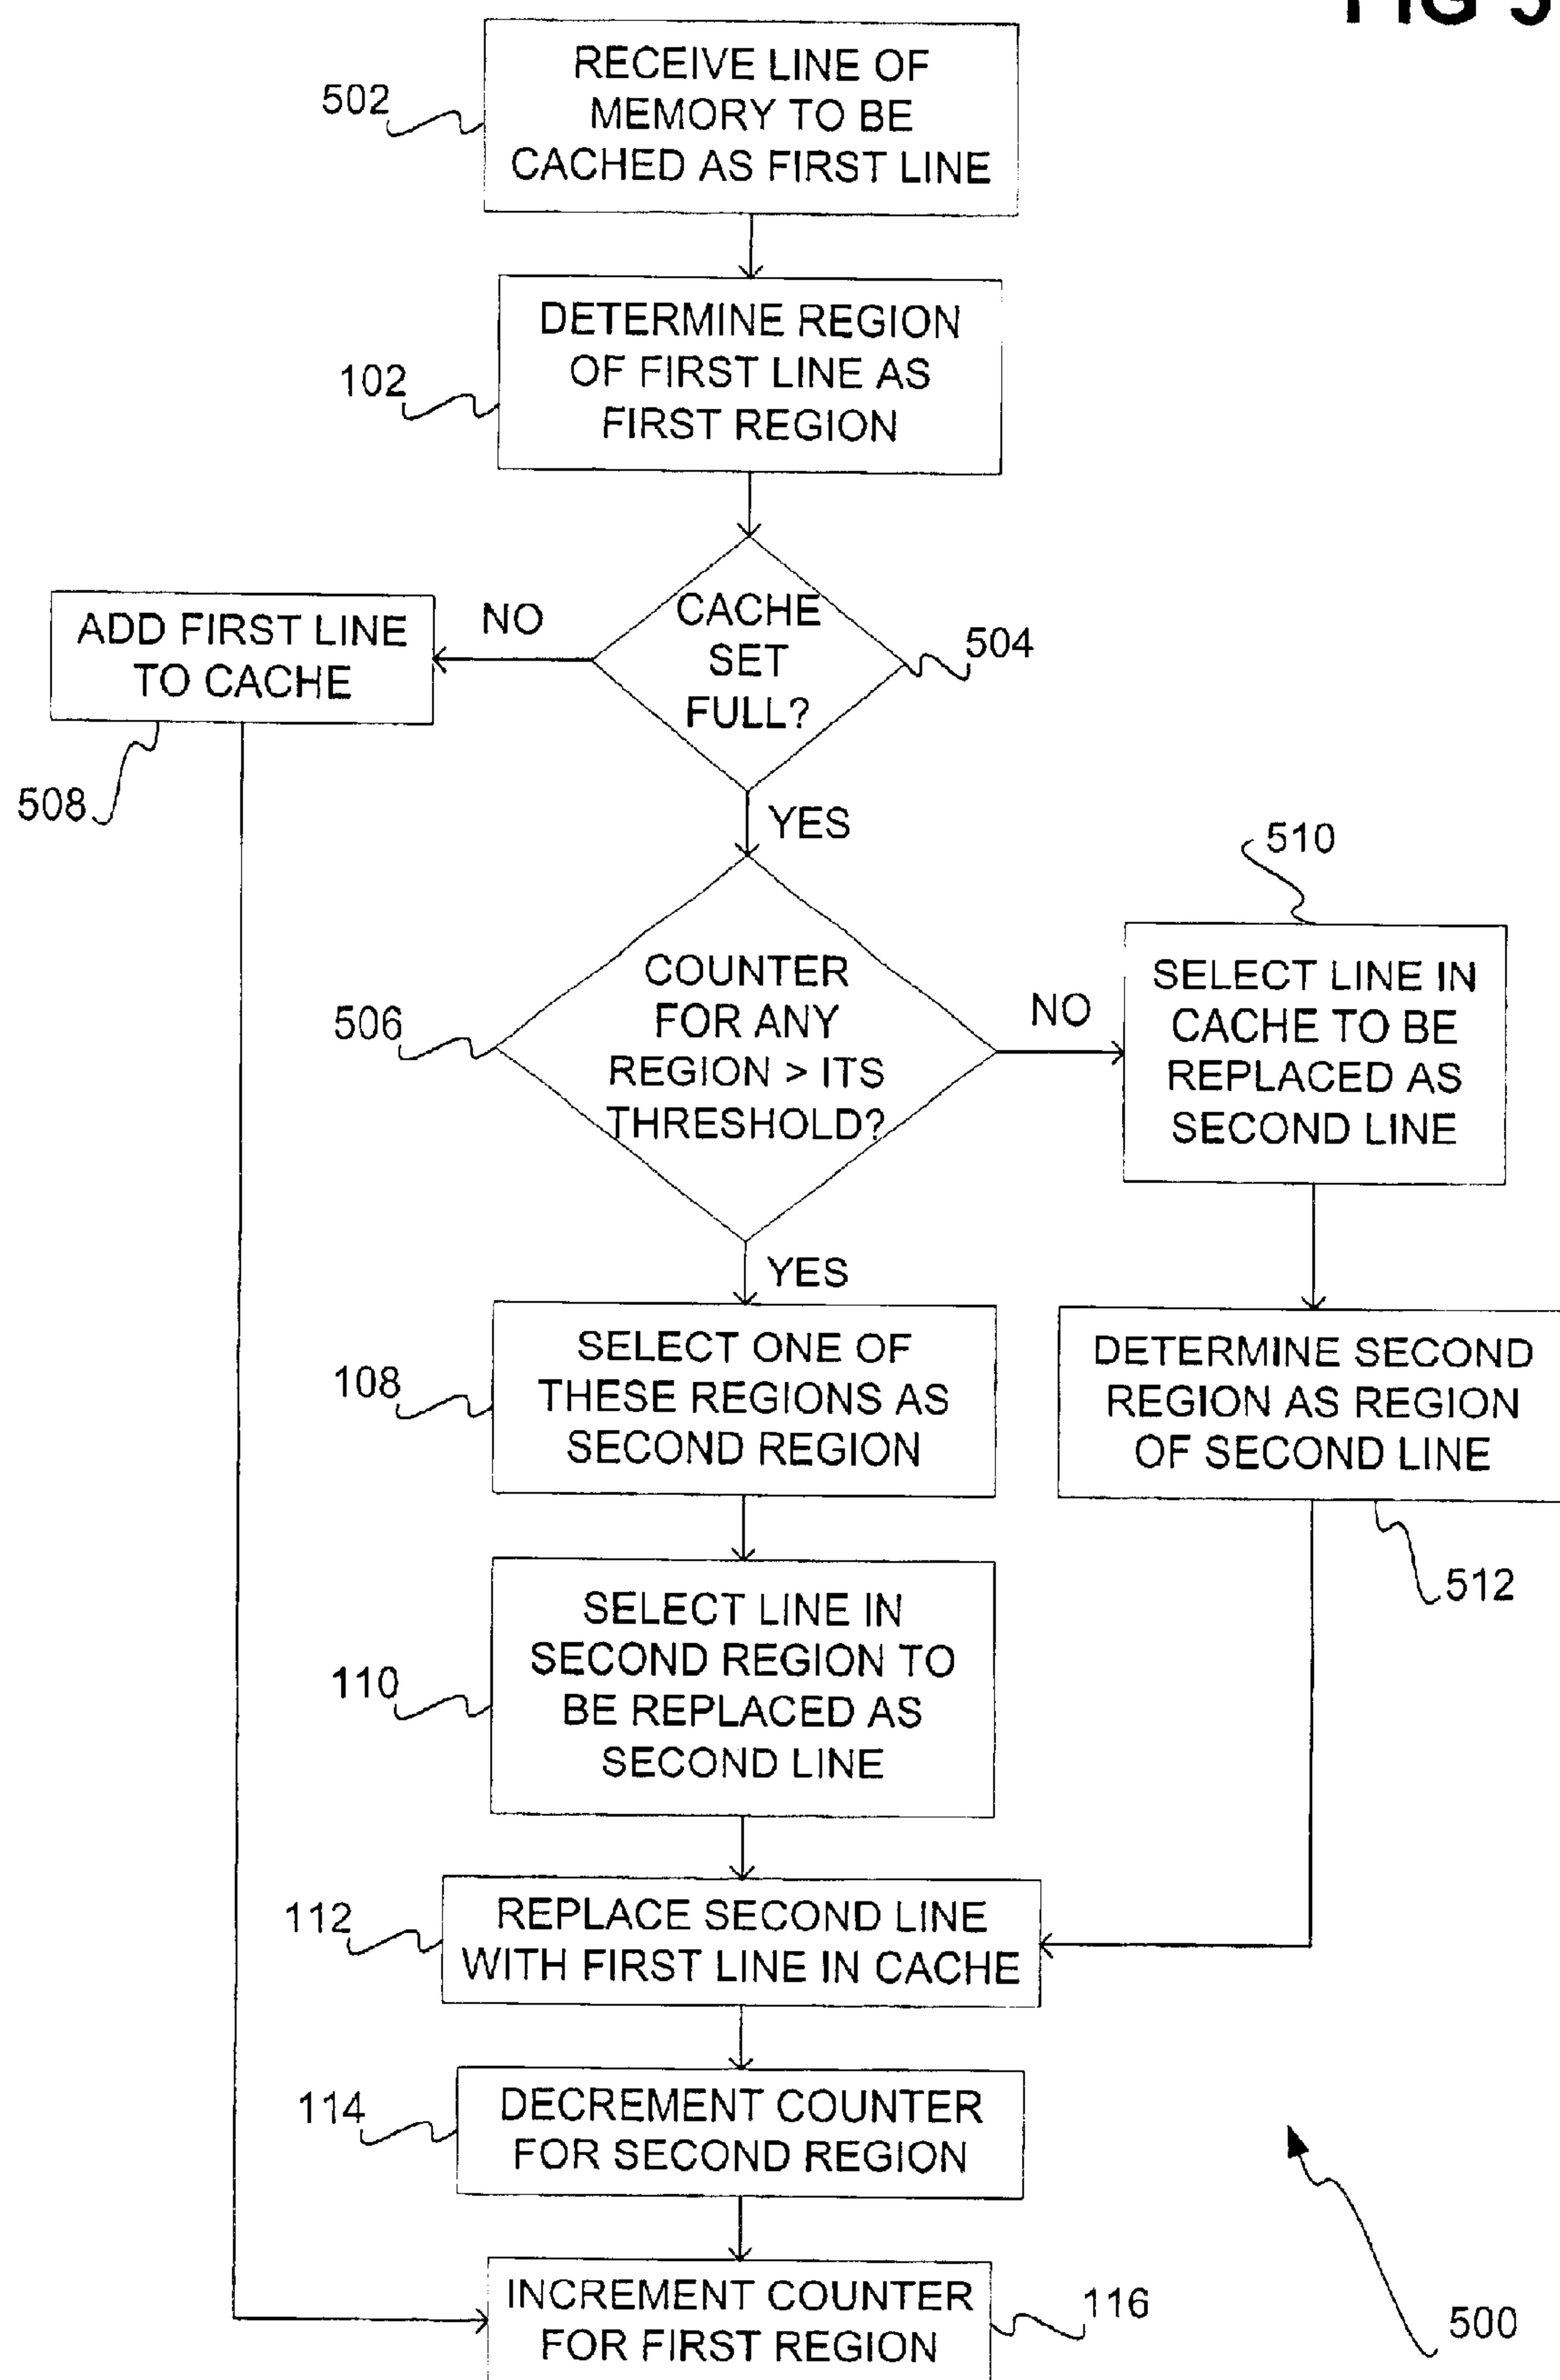 FIG 5
RECEIVE LINE OF
MEMORY TO BE
CACHED AS FIRST LINE
502
DETERMINE REGION
OF FIRST LINE AS
FIRST REGION
102
CACHE
SET
FULL?
504
NO
ADD FIRST LINE
TO CACHE
508
YES
COUNTER
FOR ANY
REGION > ITS
THRESHOLD?
506
NO
510
SELECT LINE IN
CACHE TO BE
REPLACED AS
SECOND LINE
YES
SELECT ONE OF
THESE REGIONS AS
SECOND REGION
108
DETERMINE SECOND
REGION AS REGION
OF SECOND LINE
512
SELECT LINE IN
SECOND REGION TO
BE REPLACED AS
SECOND LINE
110
REPLACE SECOND LINE
WITH FIRST LINE IN CACHE
112
DECREMENT COUNTER
FOR SECOND REGION
114
INCREMENT COUNTER
FOR FIRST REGION
116
500